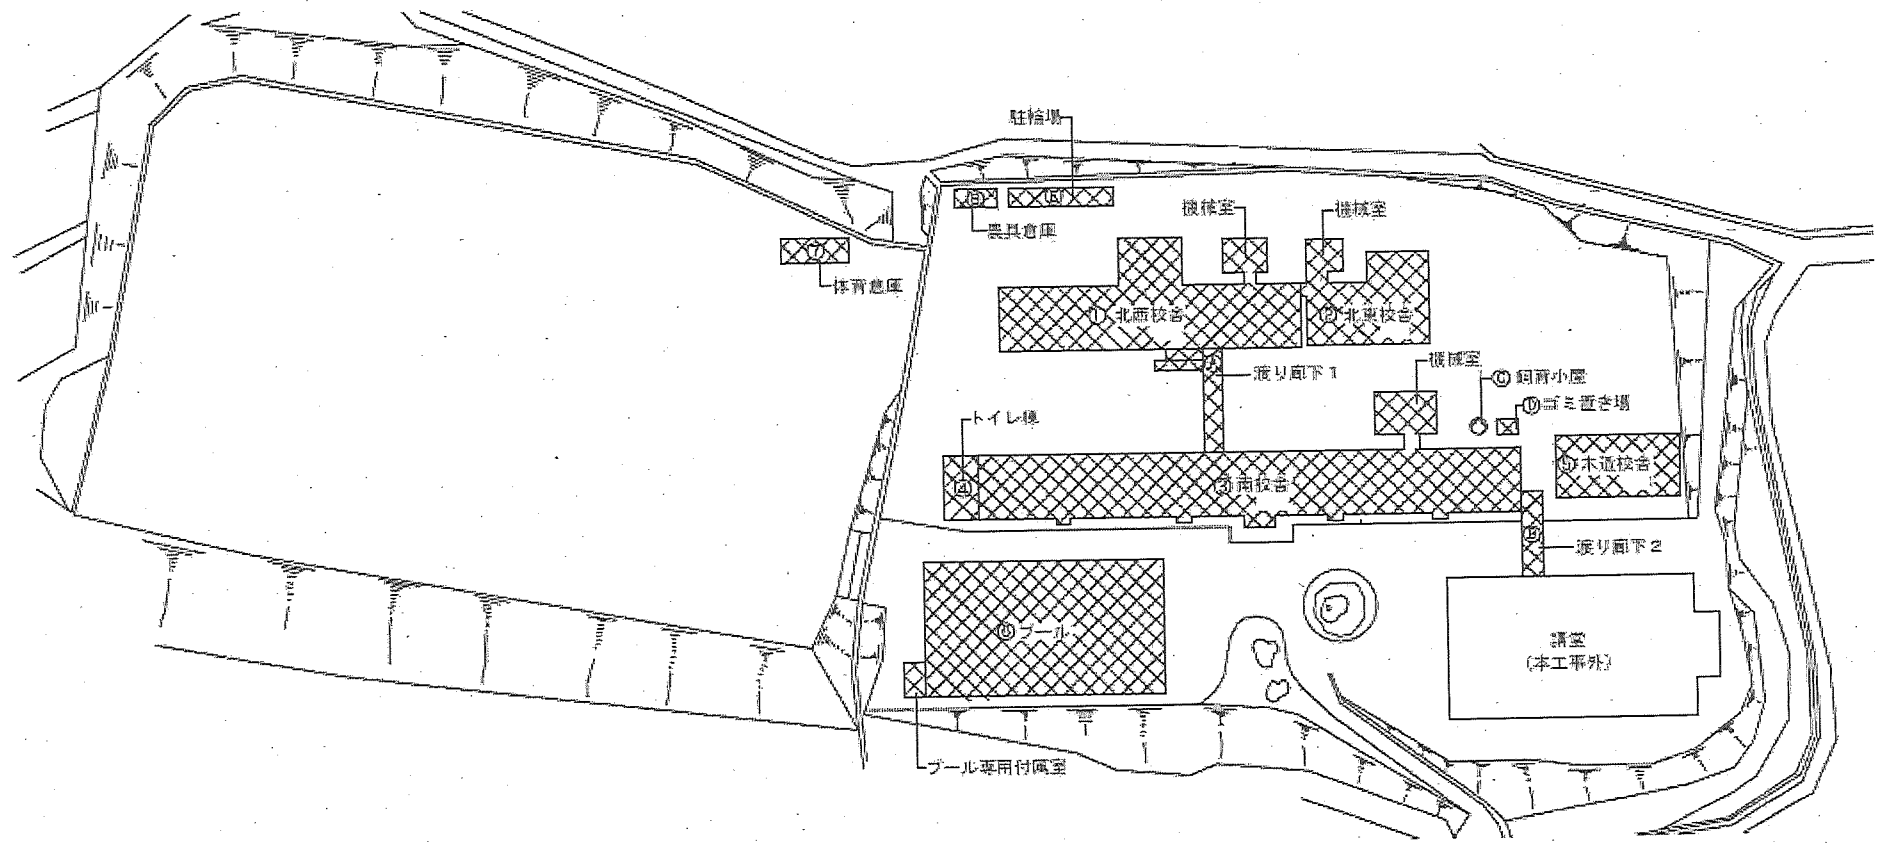 駐輪場
Ⓑ
Ⓔ
機械室
機械室
農具倉庫
⑦
体育倉庫
① 北西校舎
② 北東校舎
渡り廊下1
機械室
Ⓒ 飼育小屋
Ⓓ ゴミ置き場
トイレ棟
④
③ 南校舎
⑤ 木造校舎
渡り廊下2
プール
講堂
(本工事外)
プール専用付属室